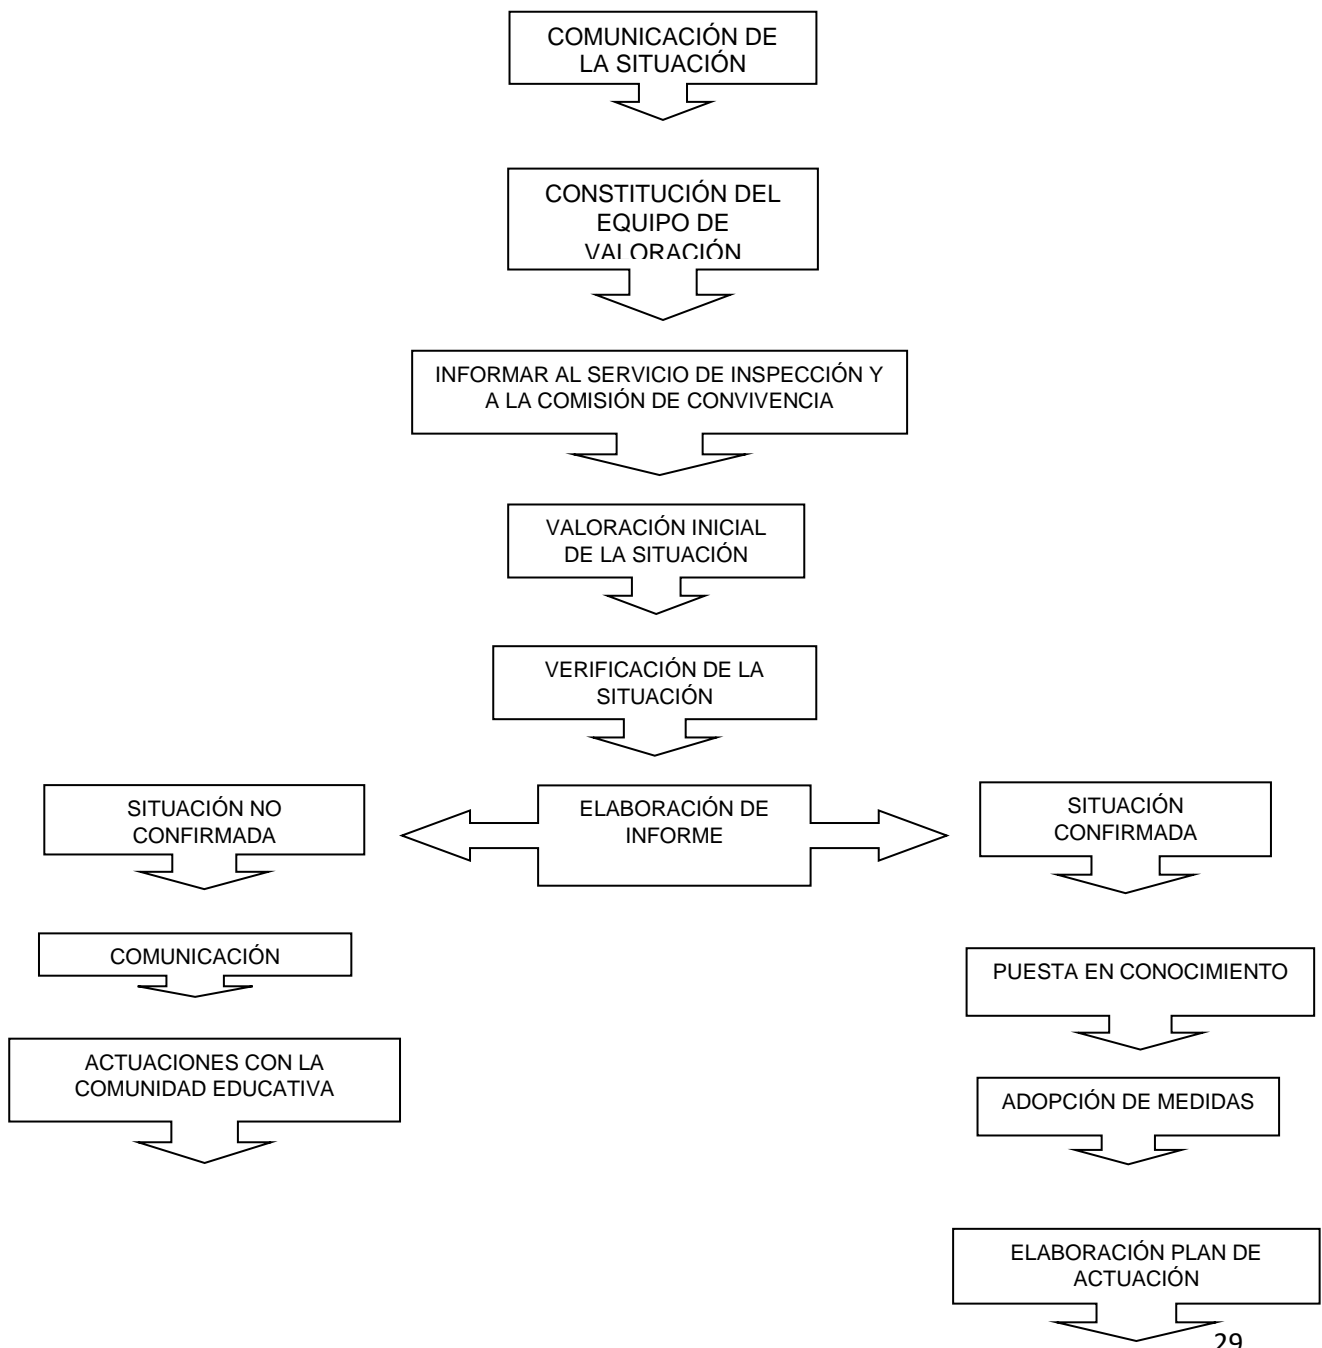 COMUNICACIÓN DE
LA SITUACIÓN
CONSTITUCIÓN DEL
EQUIPO DE
VALORACIÓN
INFORMAR AL SERVICIO DE INSPECCIÓN Y
A LA COMISIÓN DE CONVIVENCIA
VALORACIÓN INICIAL
DE LA SITUACIÓN
VERIFICACIÓN DE LA
SITUACIÓN
ELABORACIÓN DE
INFORME
SITUACIÓN NO
CONFIRMADA
COMUNICACIÓN
ACTUACIONES CON LA
COMUNIDAD EDUCATIVA
SITUACIÓN
CONFIRMADA
PUESTA EN CONOCIMIENTO
ADOPCIÓN DE MEDIDAS
ELABORACIÓN PLAN DE
ACTUACIÓN
29